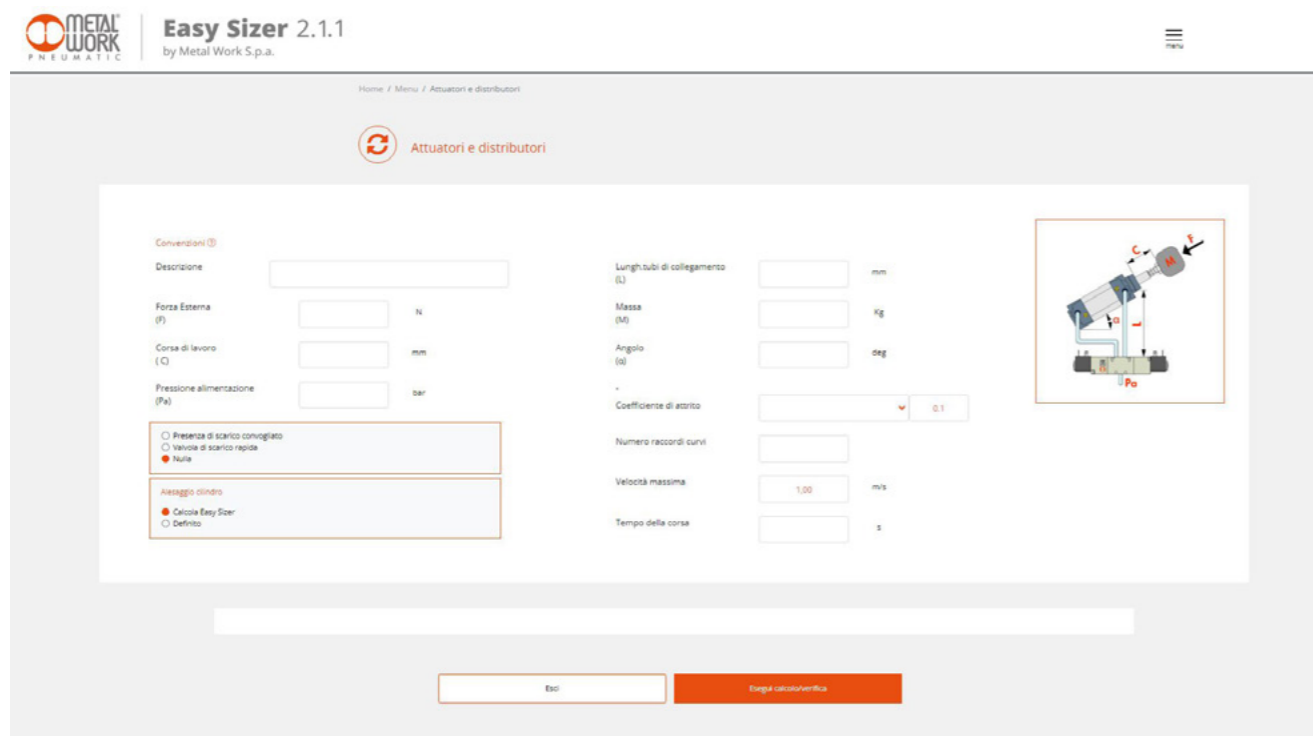 METAL
WORK
PNEUMATIC
Easy Sizer 2.1.1
by Metal Work S.p.a.
menu
Home / Menu / Attuatori e distributori
Attuatori e distributori
Convenzioni ?
Descrizione
Forza Esterna
(F)
N
Corsa di lavoro
( C)
mm
Pressione alimentazione
(Pa)
bar
Presenza di scarico convogliato
Valvola di scarico rapida
Nulla
Alesaggio cilindro
Calcola Easy Sizer
Definito
Lungh.tubi di collegamento
(L)
mm
Massa
(M)
Kg
Angolo
(α)
deg
-
Coefficiente di attrito
0.1
Numero raccordi curvi
Velocità massima
1,00
m/s
Tempo della corsa
s
C
F
M
α
L
Pa
Esci
Esegui calcolo/verifica